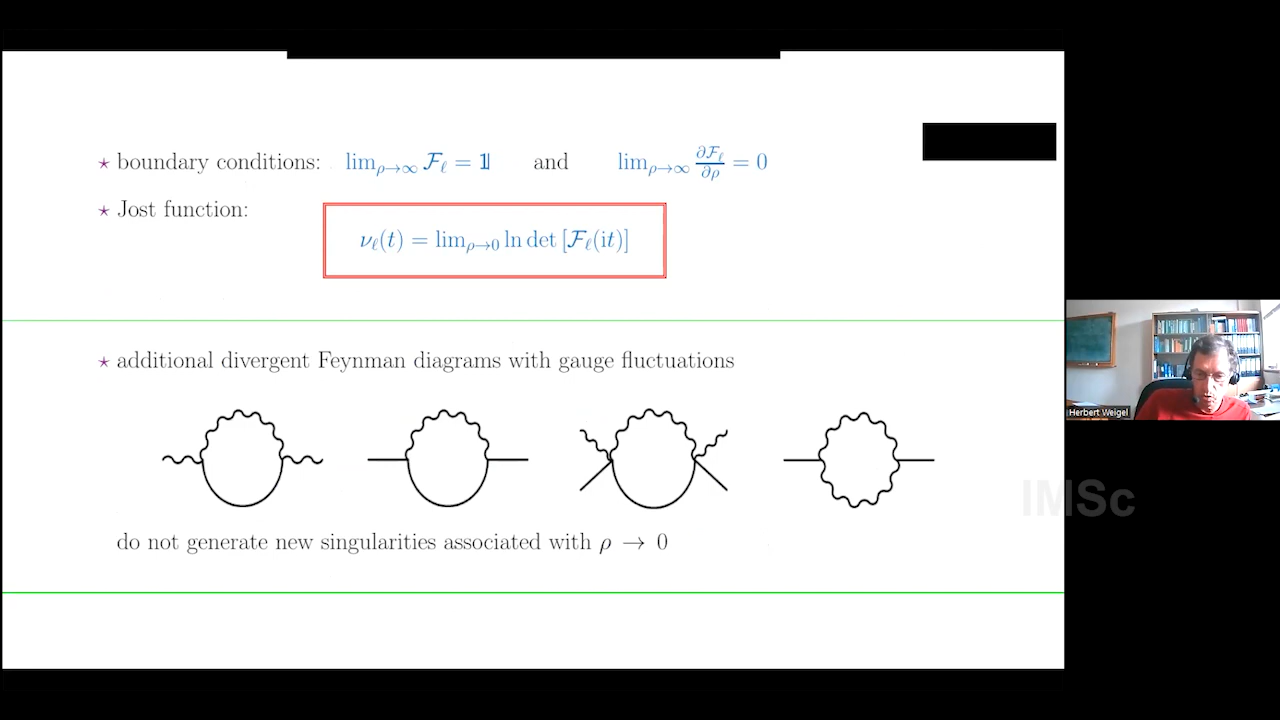 ⋆ boundary conditions: lim_{ρ→∞} ℱ_ℓ = 𝟙 and lim_{ρ→∞} ∂ℱ_ℓ/∂ρ = 0
⋆ Jost function:
ν_ℓ(t) = lim_{ρ→0} ln det [ℱ_ℓ(it)]
⋆ additional divergent Feynman diagrams with gauge fluctuations
do not generate new singularities associated with ρ → 0
Herbert Weigel
IMSc